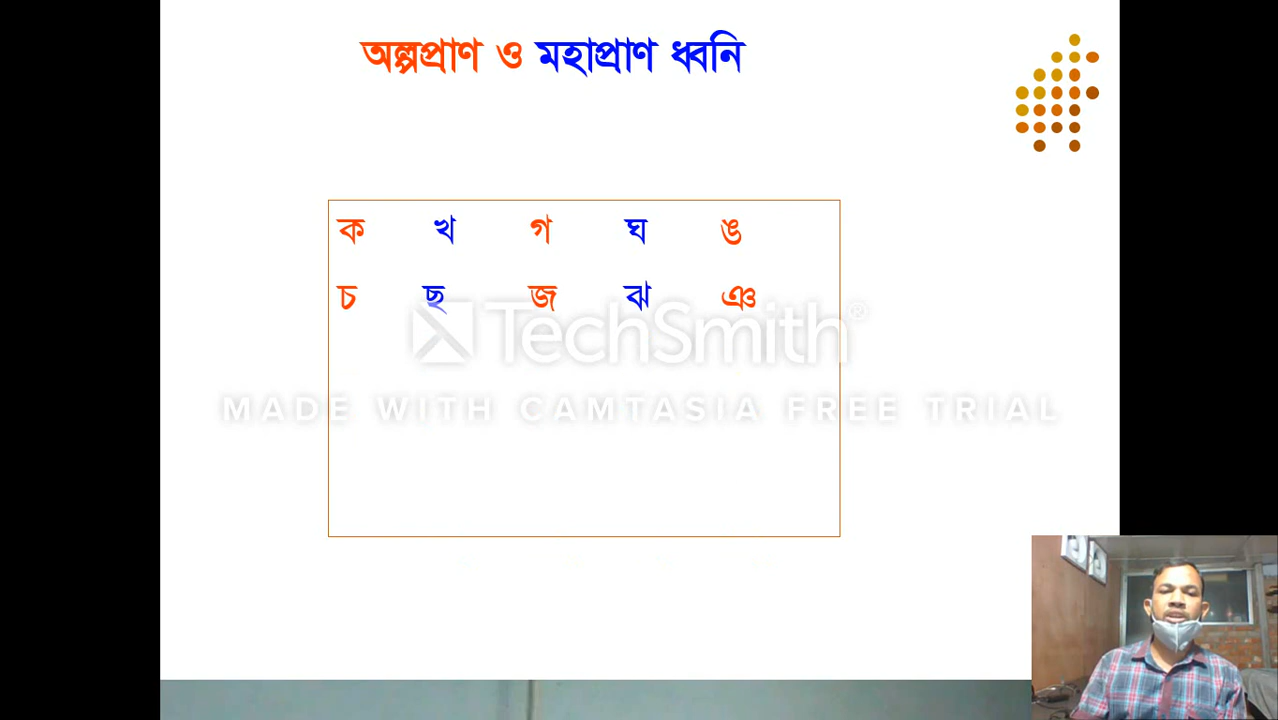 অল্পপ্রাণ ও মহাপ্রাণ ধ্বনি
ক খ গ ঘ ঙ
চ ছ জ ঝ ঞ
TechSmith®
MADE WITH CAMTASIA FREE TRIAL